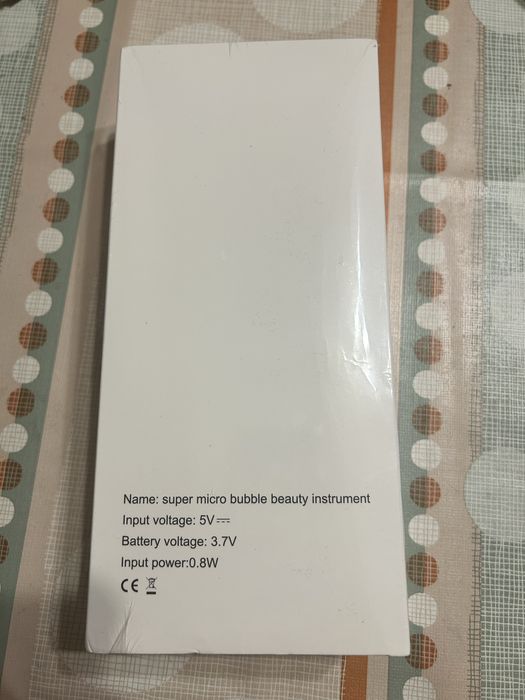 Name: super micro bubble beauty instrument
Input voltage: 5V⎓
Battery voltage: 3.7V
Input power:0.8W
CE